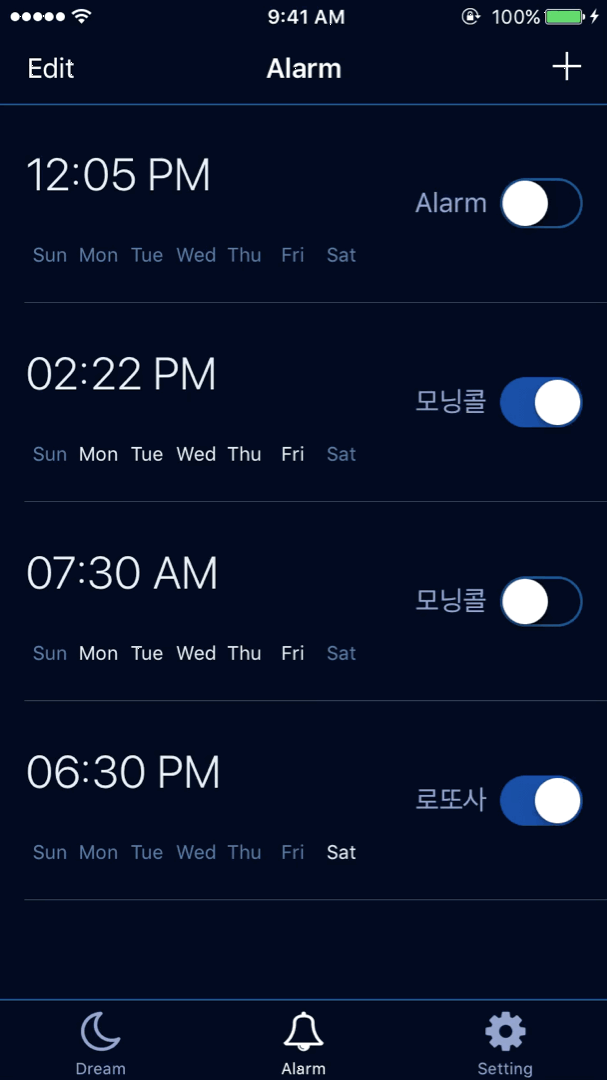 9:41 AM 100%
Edit Alarm
12:05 PM
Alarm
Sun Mon Tue Wed Thu Fri Sat
02:22 PM
모닝콜
Sun Mon Tue Wed Thu Fri Sat
07:30 AM
모닝콜
Sun Mon Tue Wed Thu Fri Sat
06:30 PM
로또사
Sun Mon Tue Wed Thu Fri Sat
Dream Alarm Setting